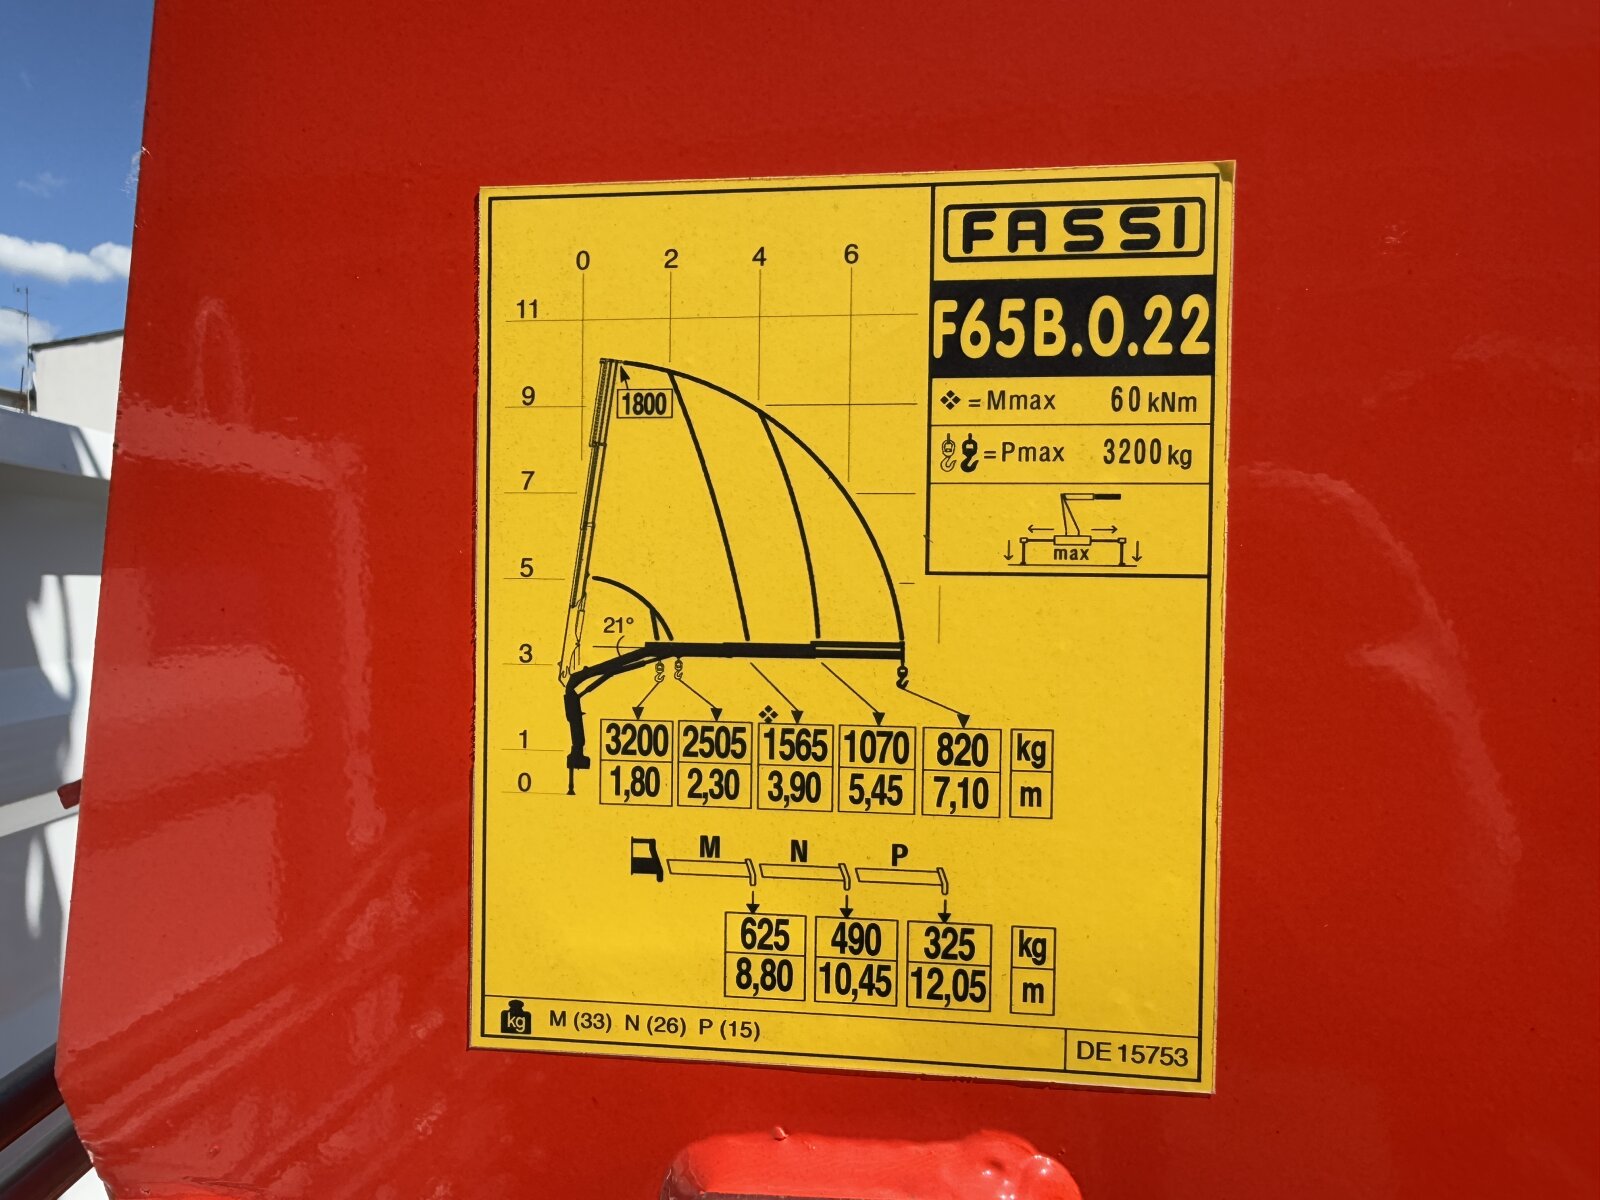 FASSI
F65B.0.22
= Mmax 60 kNm
= Pmax 3200 kg
max
0 2 4 6
11
9
7
5
3
1
0
1800
21°
3200 2505 1565 1070 820 kg
1,80 2,30 3,90 5,45 7,10 m
M N P
625 490 325 kg
8,80 10,45 12,05 m
kg M (33) N (26) P (15)
DE 15753